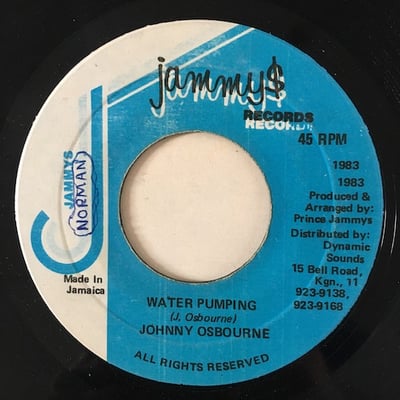 jammy$
jammy$
RECORDS
RECORDS
45 RPM
1983
1983
Produced &
Arranged by:
Prince Jammys
Distributed by:
Dynamic
Sounds
15 Bell Road,
Kgn., 11
923-9138,
923-9168
JAMMYS
NORMAN
Made In
Jamaica
WATER PUMPING
(J. Osbourne)
JOHNNY OSBOURNE
ALL RIGHTS RESERVED